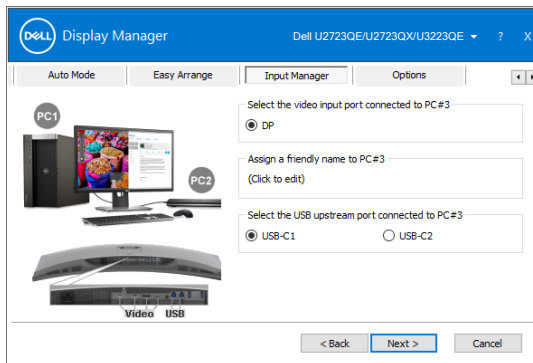 DELL Display Manager
Dell U2723QE/U2723QX/U3223QE ? X
Auto Mode Easy Arrange Input Manager Options
PC1
PC2
Video USB
Select the video input port connected to PC#3
DP
Assign a friendly name to PC#3
(Click to edit)
Select the USB upstream port connected to PC#3
USB-C1 USB-C2
< Back Next > Cancel